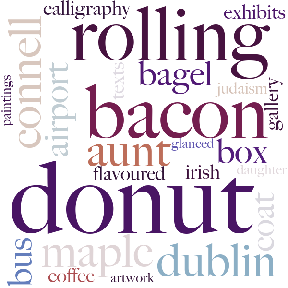 calligraphy
exhibits
rolling
paintings
connell
airport
texts
bagel
judaism
gallery
bacon
aunt
glanced
box
flavoured
irish
daughter
donut
bus
maple
dublin
coat
coffee
artwork